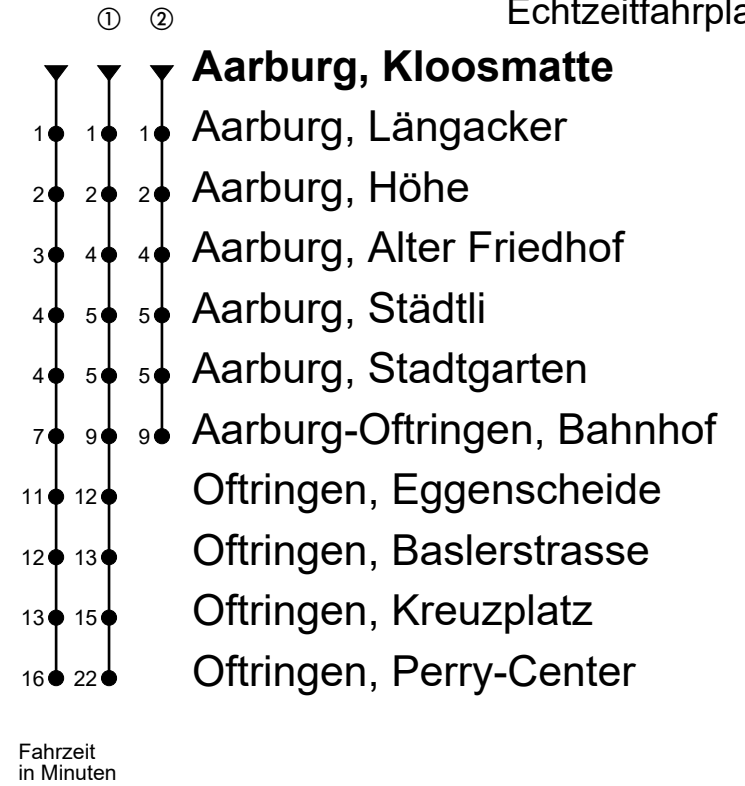 Echtzeitfahrpla
① ②
Aarburg, Kloosmatte
1 1 1 Aarburg, Längacker
2 2 2 Aarburg, Höhe
3 4 4 Aarburg, Alter Friedhof
4 5 5 Aarburg, Städtli
4 5 5 Aarburg, Stadtgarten
7 9 9 Aarburg-Oftringen, Bahnhof
11 12 Oftringen, Eggenscheide
12 13 Oftringen, Baslerstrasse
13 15 Oftringen, Kreuzplatz
16 22 Oftringen, Perry-Center
Fahrzeit
in Minuten